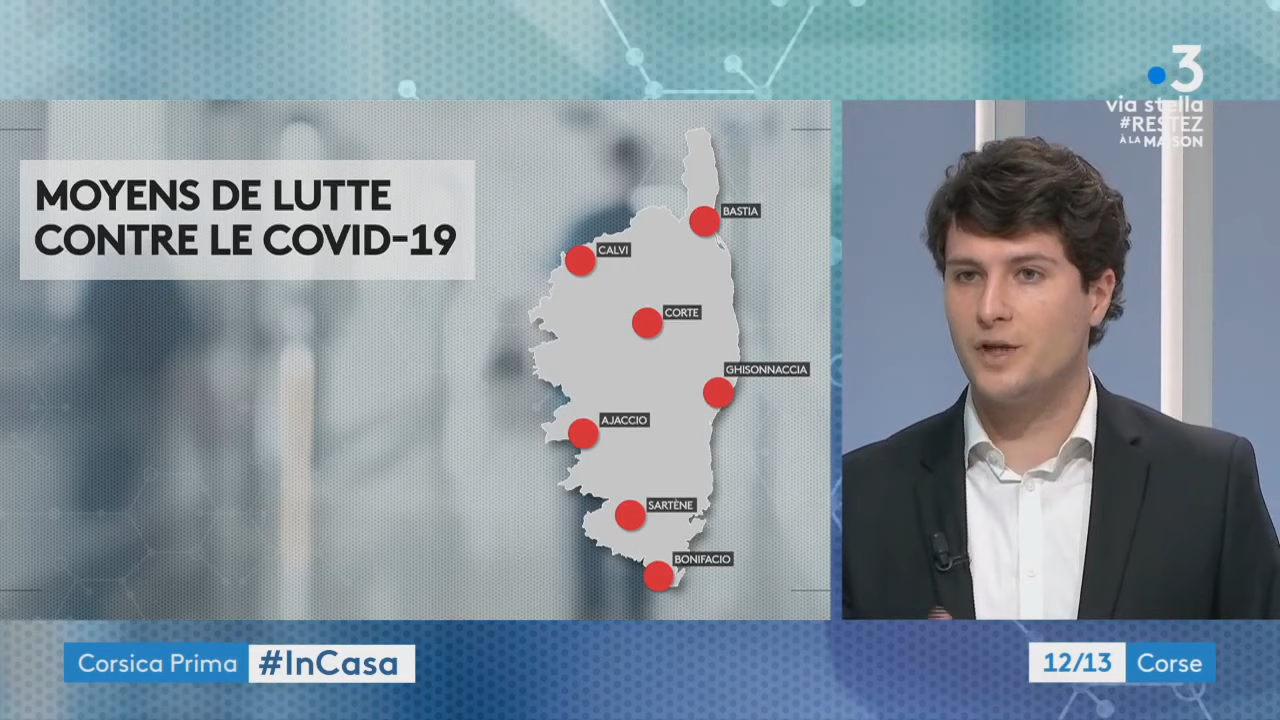 3
via stella
#RESTEZ
À LA MAISON
MOYENS DE LUTTE
CONTRE LE COVID-19
BASTIA
CALVI
CORTE
GHISONNACCIA
AJACCIO
SARTÈNE
BONIFACIO
Corsica Prima #InCasa
12/13 Corse